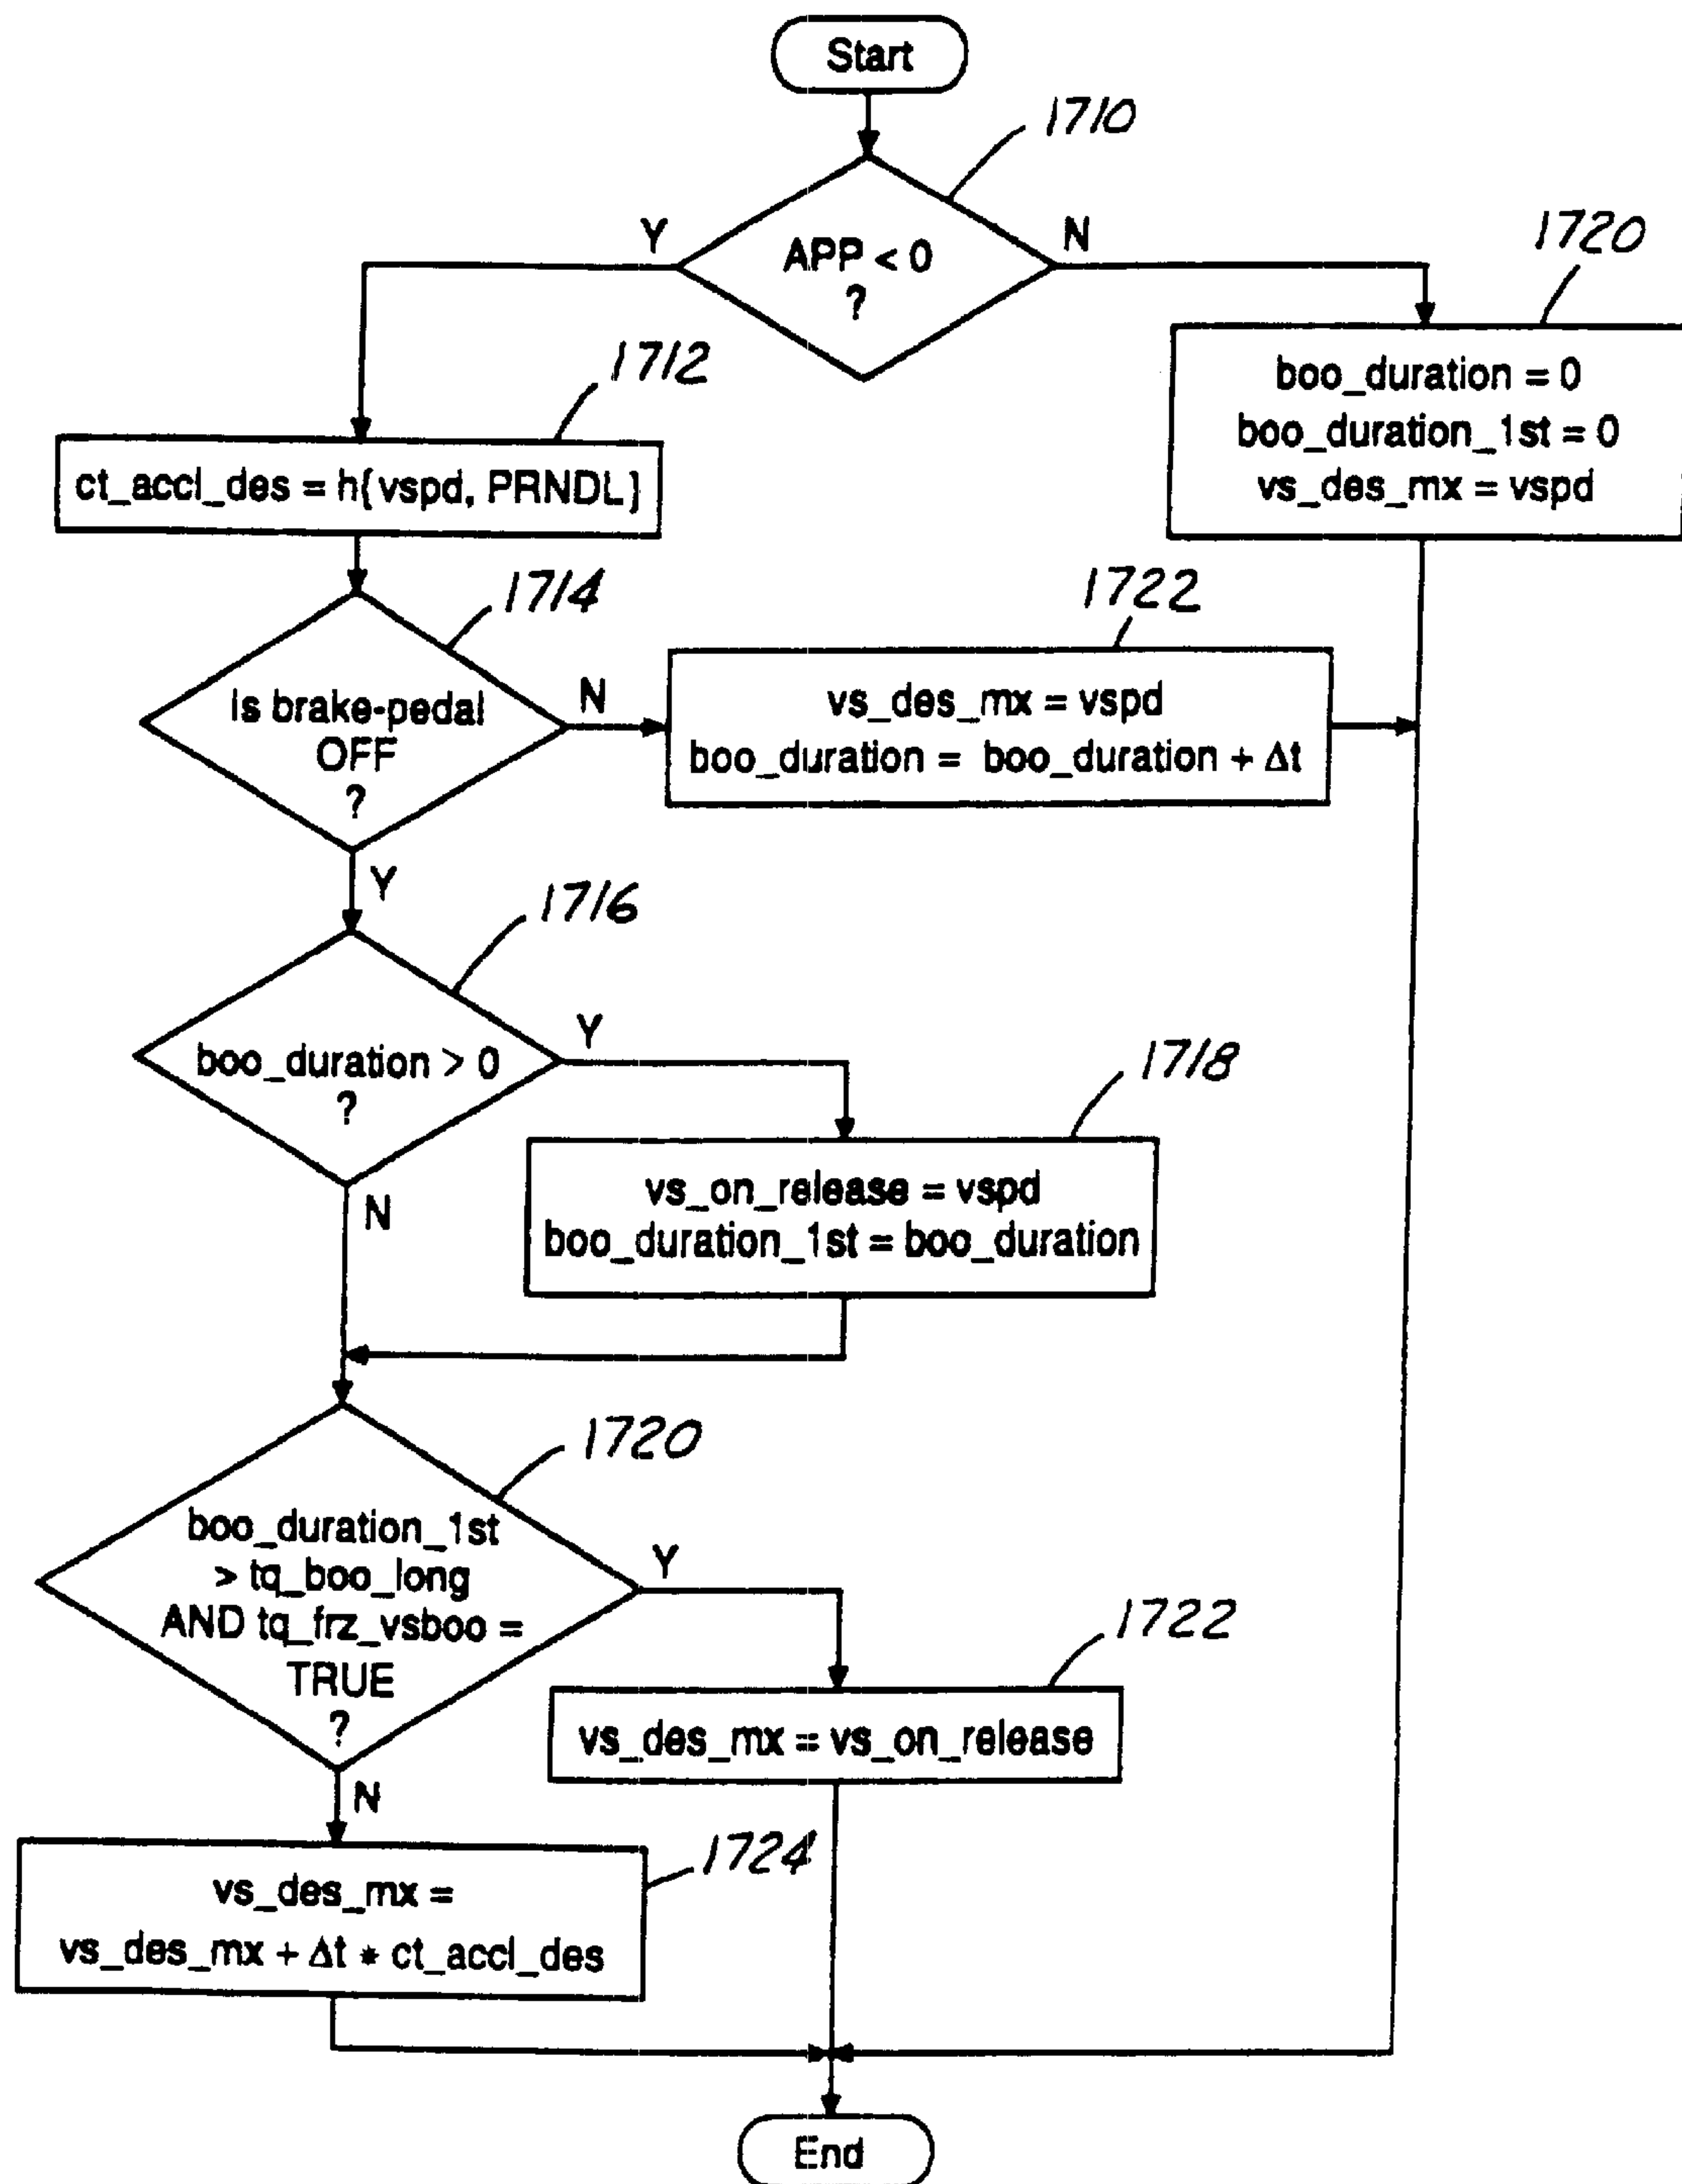 Start
1710
APP < 0
?
Y
N
1720
boo_duration = 0
boo_duration_1st = 0
vs_des_mx = vspd
1712
ct_accl_des = h{vspd, PRNDL}
1714
is brake-pedal
OFF
?
N
1722
vs_des_mx = vspd
boo_duration = boo_duration + Δt
Y
1716
boo_duration > 0
?
Y
1718
vs_on_release = vspd
boo_duration_1st = boo_duration
N
1720
boo_duration_1st
> tq_boo_long
AND tq_frz_vsboo =
TRUE
?
Y
1722
vs_des_mx = vs_on_release
N
1724
vs_des_mx =
vs_des_mx + Δt * ct_accl_des
End